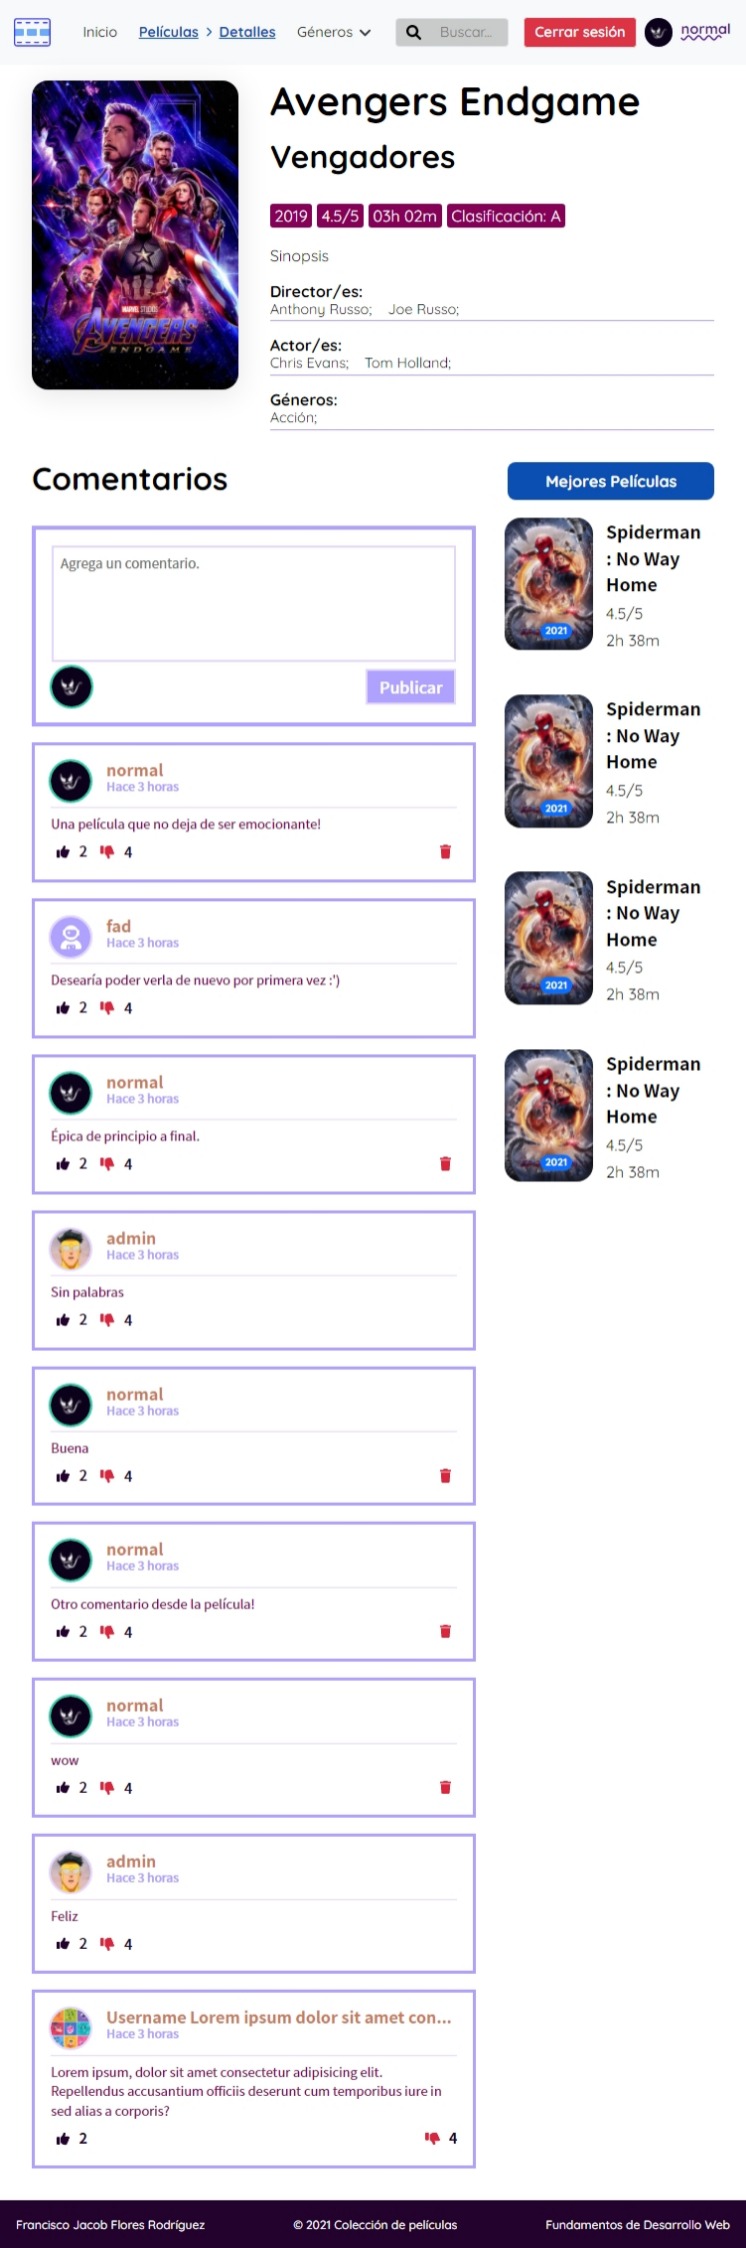 Inicio Películas > Detalles Géneros Buscar... Cerrar sesión normal
Avengers Endgame
Vengadores
2019 4.5/5 03h 02m Clasificación: A
Sinopsis
Director/es:
Anthony Russo; Joe Russo;
Actor/es:
Chris Evans; Tom Holland;
Géneros:
Acción;
MARVEL STUDIOS
AVENGERS
ENDGAME
Comentarios
Agrega un comentario.
Publicar
normal
Hace 3 horas
Una película que no deja de ser emocionante!
2 4
fad
Hace 3 horas
Desearía poder verla de nuevo por primera vez :')
2 4
normal
Hace 3 horas
Épica de principio a final.
2 4
admin
Hace 3 horas
Sin palabras
2 4
normal
Hace 3 horas
Buena
2 4
normal
Hace 3 horas
Otro comentario desde la película!
2 4
normal
Hace 3 horas
wow
2 4
admin
Hace 3 horas
Feliz
2 4
Username Lorem ipsum dolor sit amet con...
Hace 3 horas
Lorem ipsum, dolor sit amet consectetur adipisicing elit.
Repellendus accusantium officiis deserunt cum temporibus iure in
sed alias a corporis?
2 4
Mejores Películas
Spiderman
: No Way
Home
4.5/5
2h 38m
2021
Spiderman
: No Way
Home
4.5/5
2h 38m
2021
Spiderman
: No Way
Home
4.5/5
2h 38m
2021
Spiderman
: No Way
Home
4.5/5
2h 38m
2021
Francisco Jacob Flores Rodríguez © 2021 Colección de películas Fundamentos de Desarrollo Web